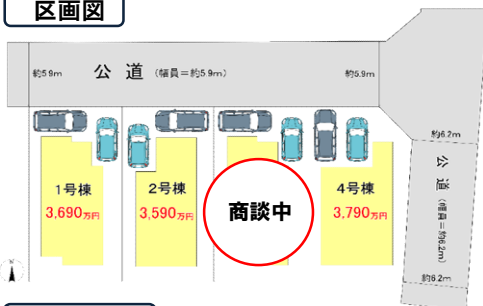 区画図
約5.9m
公道(幅員=約5.9m)
約5.9m
約6.2m
公道(幅員=約6.2m)
約6.2m
1号棟
3,690万円
2号棟
3,590万円
商談中
4号棟
3,790万円
N